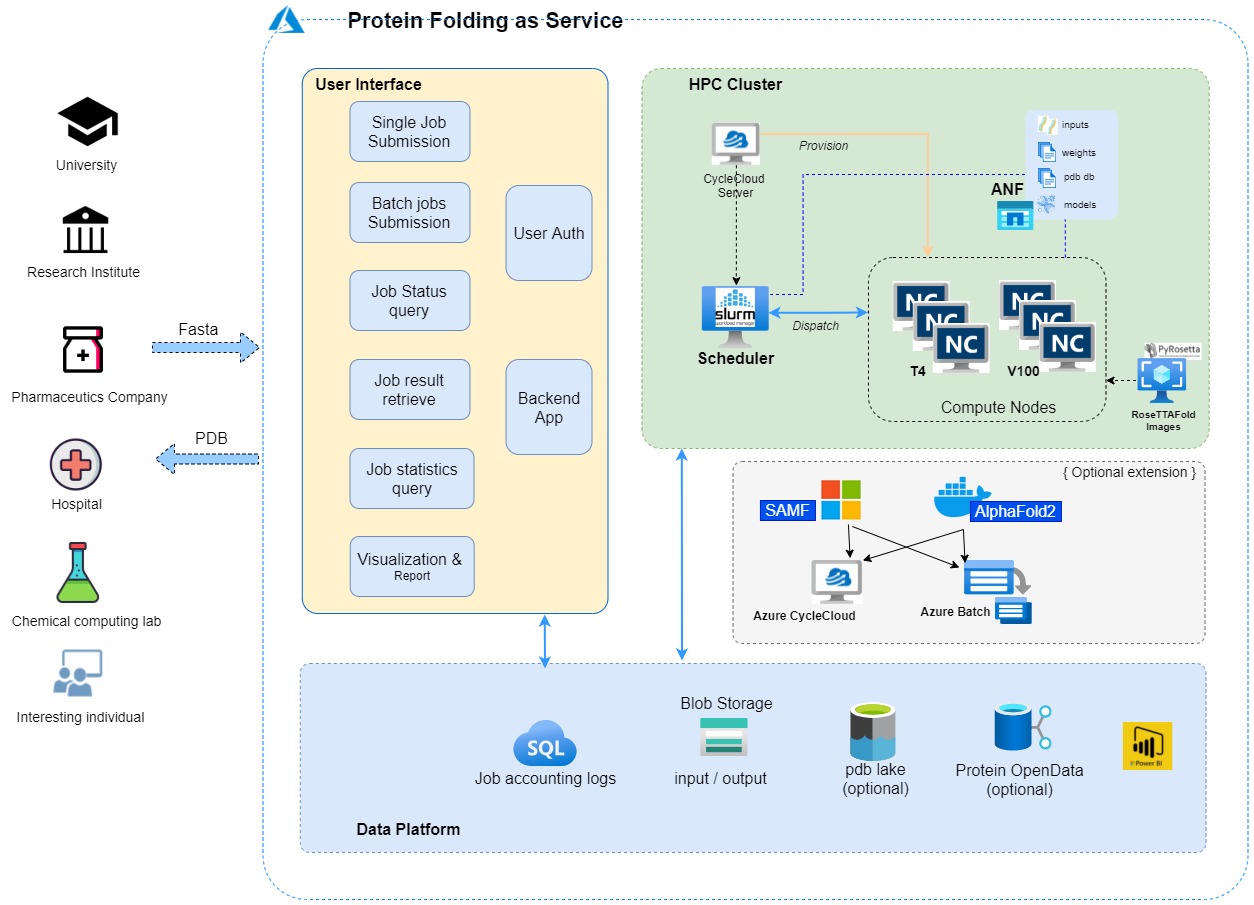 Protein Folding as Service
University
Research Institute
Pharmaceutics Company
Hospital
Chemical computing lab
Interesting individual
Fasta
PDB
User Interface
Single Job
Submission
Batch jobs
Submission
Job Status
query
Job result
retrieve
Job statistics
query
Visualization &
Report
User Auth
Backend
App
HPC Cluster
CycleCloud
Server
Provision
inputs
weights
pdb db
models
ANF
slurm
workload manager
Scheduler
Dispatch
NC
NC
NC
T4
NC
NC
NC
V100
Compute Nodes
PyRosetta
RoseTTAFold
Images
{ Optional extension }
SAMF
AlphaFold2
Azure CycleCloud
Azure Batch
SQL
Job accounting logs
Blob Storage
input / output
pdb lake
(optional)
Protein OpenData
(optional)
Power BI
Data Platform